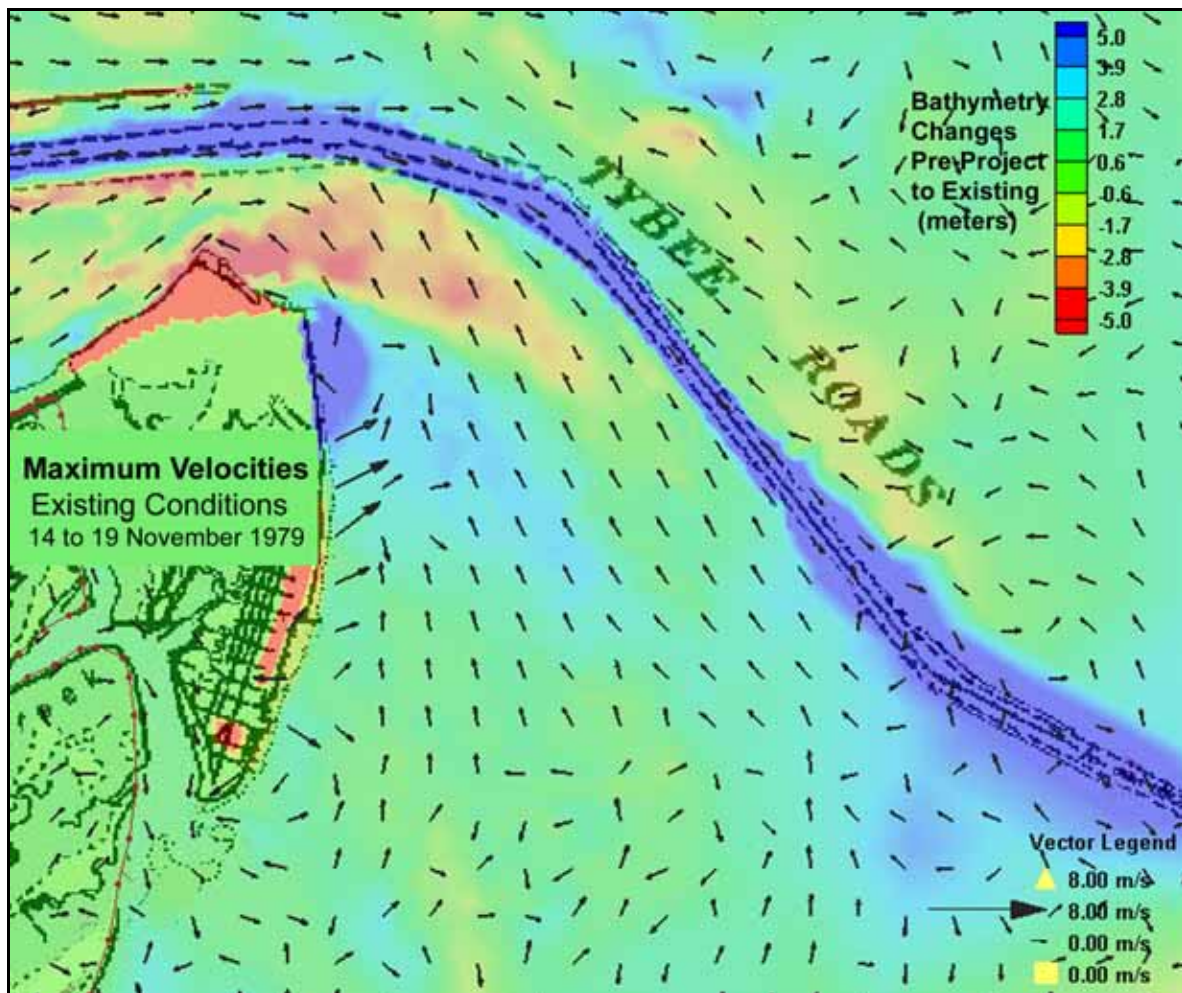 Bathymetry
Changes
Pre Project
to Existing
(meters)
5.0
3.9
2.8
1.7
0.6
-0.6
-1.7
-2.8
-3.9
-5.0
TYBEE
ROADS
Maximum Velocities
Existing Conditions
14 to 19 November 1979
e e k
Vector Legend
8.00 m/s
8.00 m/s
0.00 m/s
0.00 m/s